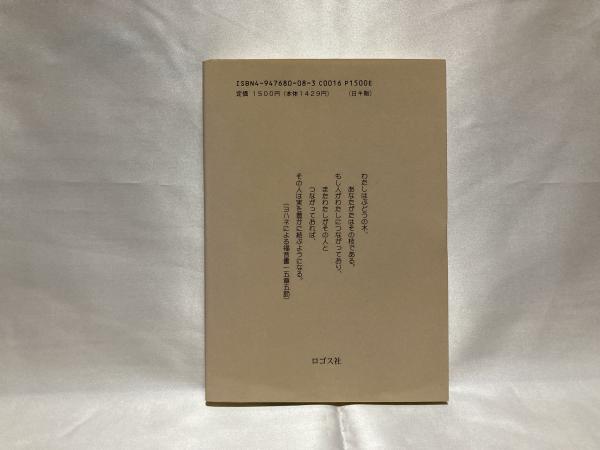 ISBN4-947680-08-3 C0016 P1500E
定価 1500円(本体1429円) (日キ販)
わたしはぶどうの木、
あなたがたはその枝である。
もし人がわたしにつながっており、
またわたしがその人と
つながっておれば、
その人は実を豊かに結ぶようになる。
(ヨハネによる福音書一五章五節)
ロゴス社